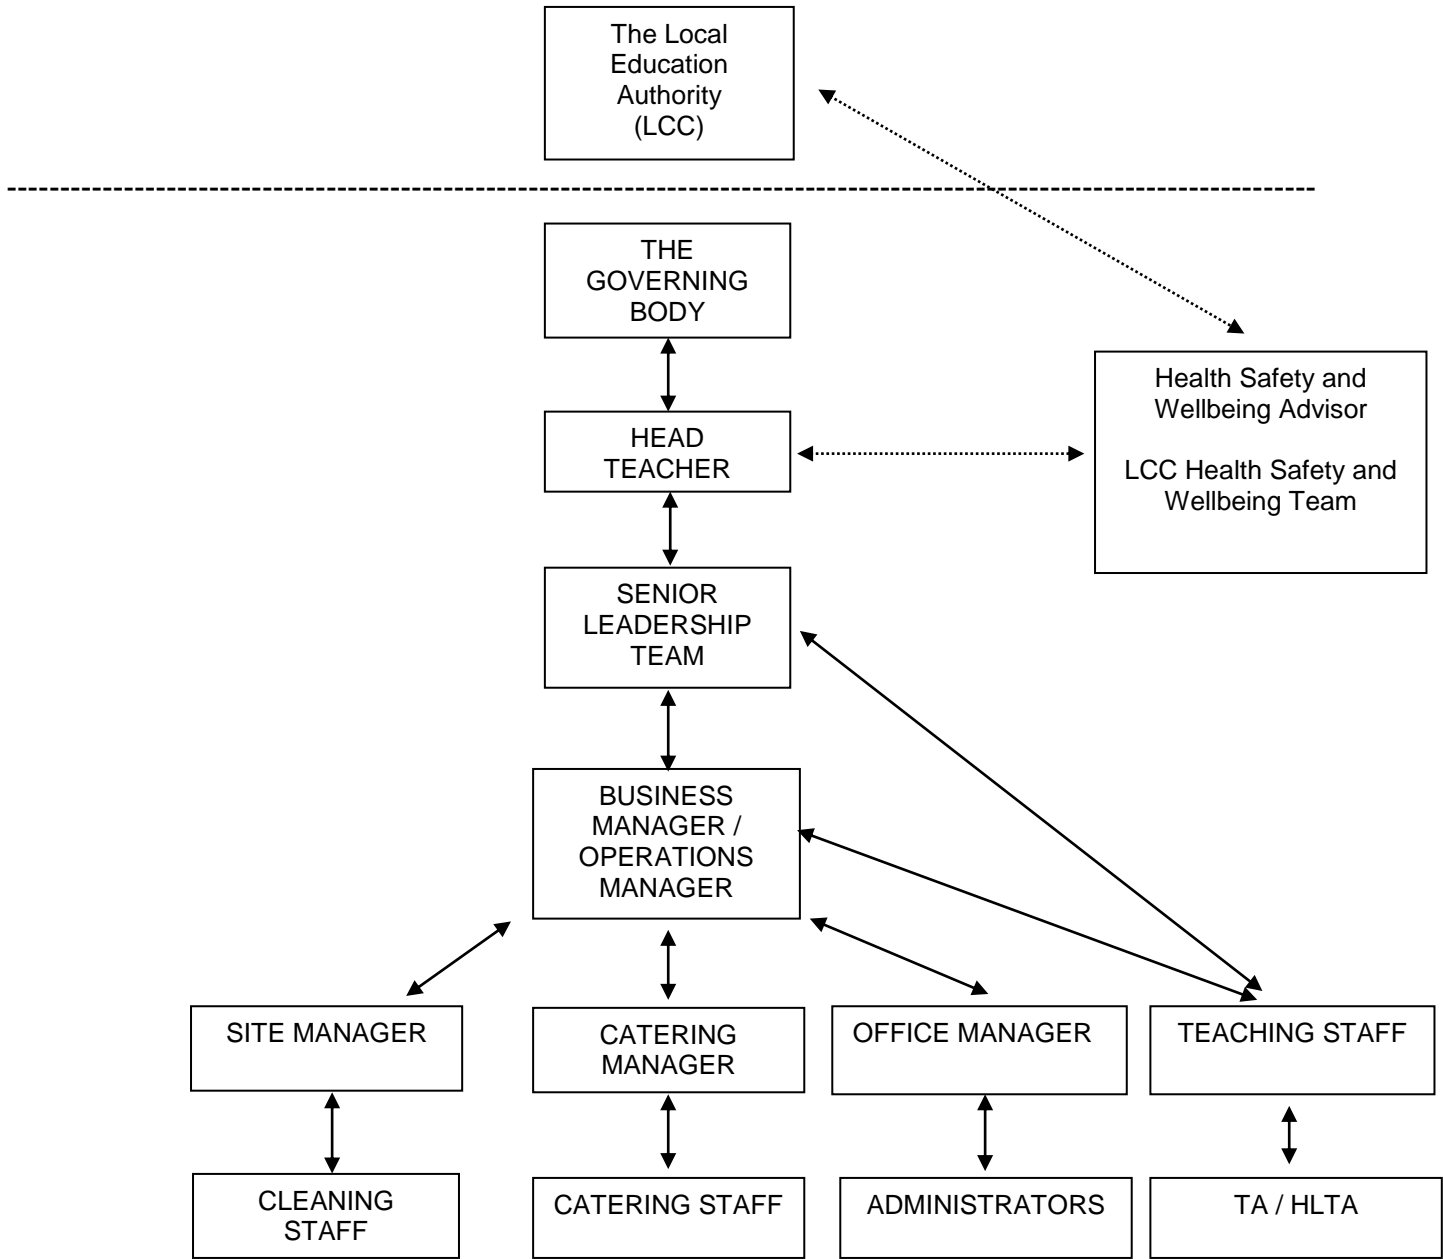 The Local
Education
Authority
(LCC)
THE
GOVERNING
BODY
Health Safety and
Wellbeing Advisor
LCC Health Safety and
Wellbeing Team
HEAD
TEACHER
SENIOR
LEADERSHIP
TEAM
BUSINESS
MANAGER /
OPERATIONS
MANAGER
SITE MANAGER
CATERING
MANAGER
OFFICE MANAGER
TEACHING STAFF
CLEANING
STAFF
CATERING STAFF
ADMINISTRATORS
TA / HLTA